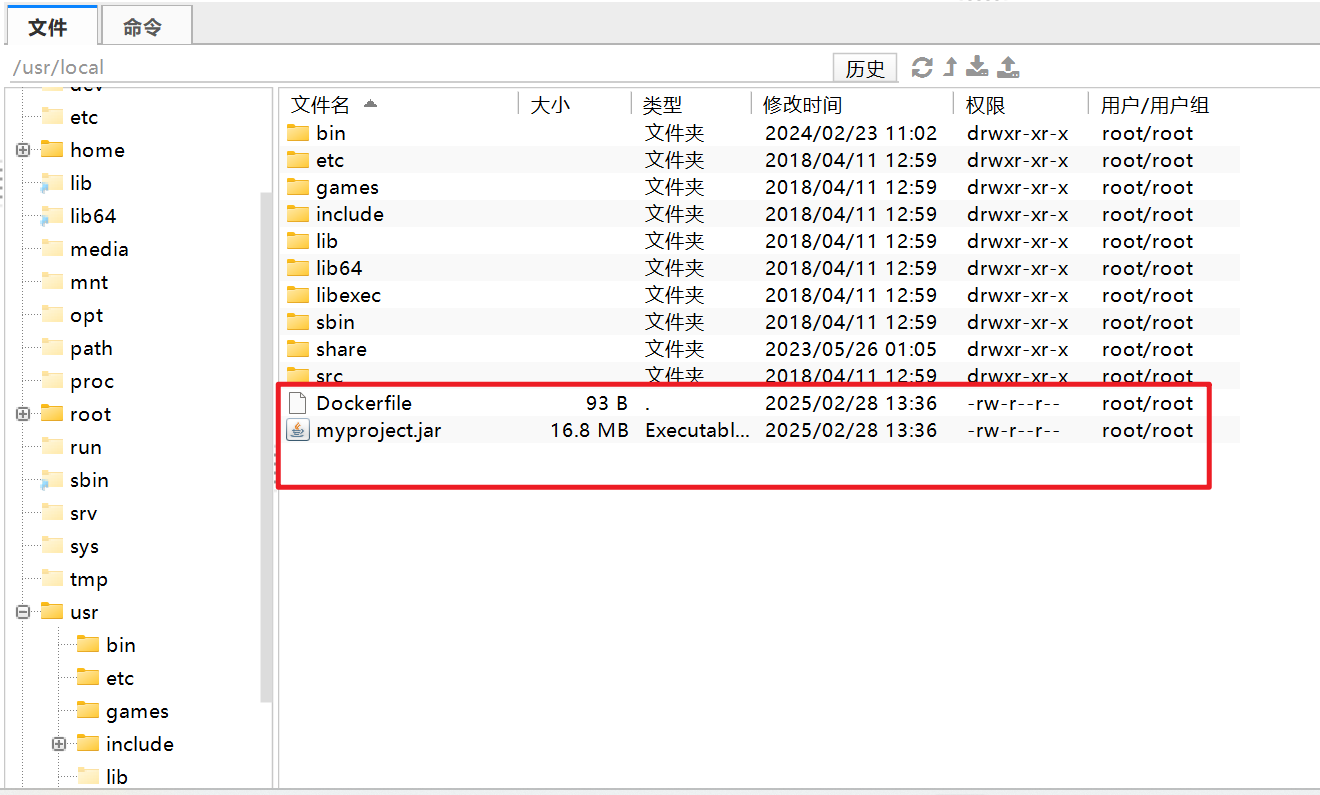 文件 命令
/usr/local 历史
dev
etc
home
lib
lib64
media
mnt
opt
path
proc
root
run
sbin
srv
sys
tmp
usr
bin
etc
games
include
lib
文件名 大小 类型 修改时间 权限 用户/用户组
bin 文件夹 2024/02/23 11:02 drwxr-xr-x root/root
etc 文件夹 2018/04/11 12:59 drwxr-xr-x root/root
games 文件夹 2018/04/11 12:59 drwxr-xr-x root/root
include 文件夹 2018/04/11 12:59 drwxr-xr-x root/root
lib 文件夹 2018/04/11 12:59 drwxr-xr-x root/root
lib64 文件夹 2018/04/11 12:59 drwxr-xr-x root/root
libexec 文件夹 2018/04/11 12:59 drwxr-xr-x root/root
sbin 文件夹 2018/04/11 12:59 drwxr-xr-x root/root
share 文件夹 2023/05/26 01:05 drwxr-xr-x root/root
src 文件夹 2018/04/11 12:59 drwxr-xr-x root/root
Dockerfile 93 B . 2025/02/28 13:36 -rw-r--r-- root/root
myproject.jar 16.8 MB Executabl... 2025/02/28 13:36 -rw-r--r-- root/root